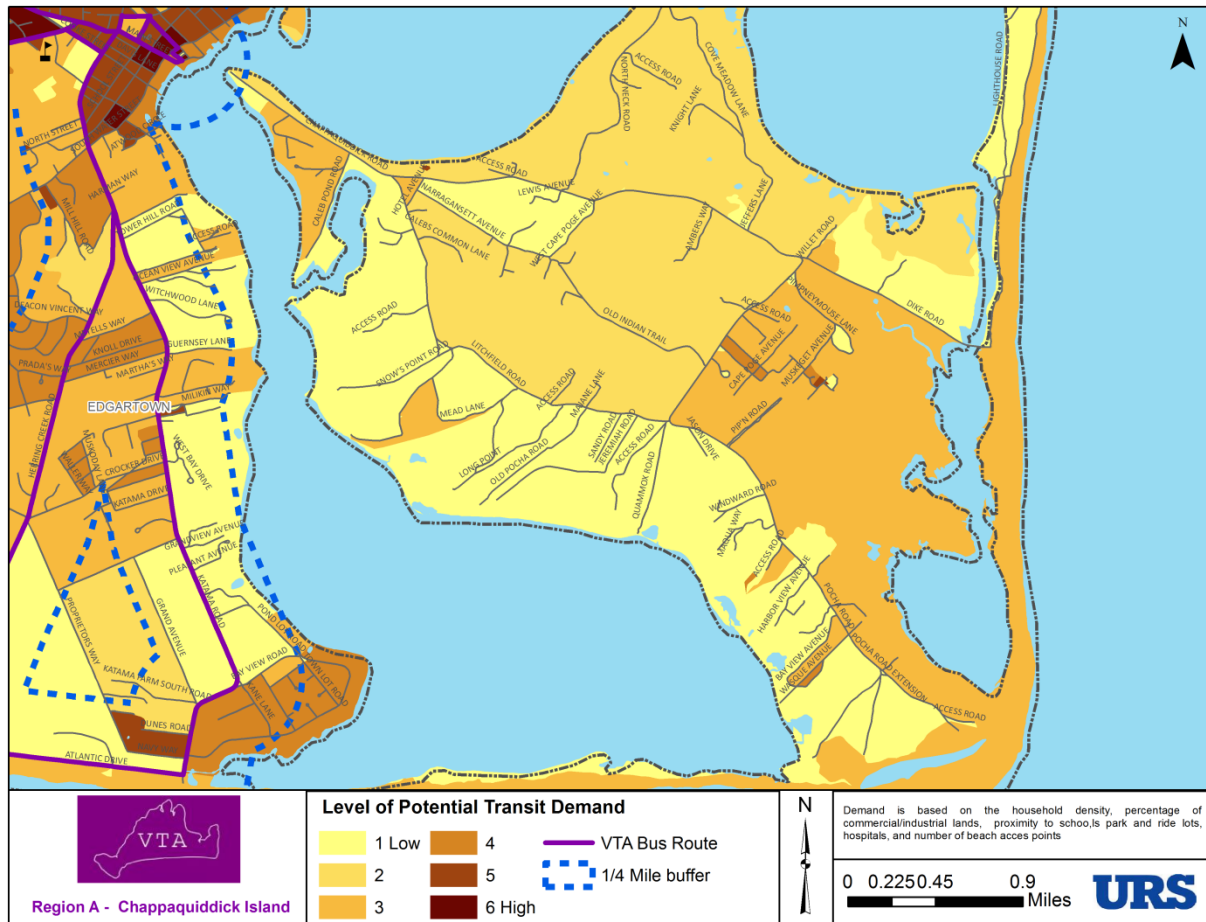 N
LIGHTHOUSE ROAD
COVE MEADOW LANE
ACCESS ROAD
NORTH NECK ROAD
KNIGHT LANE
NORTH STREET
CHAPPAQUIDDICK ROAD
ACCESS ROAD
LEWIS AVENUE
CALEB POND ROAD
HOTEL AVENUE
NARRAGANSETT AVENUE
HARMAN WAY
MILL HILL ROAD
TOWER HILL ROAD
ACCESS ROAD
CALEBS COMMON LANE
WEST CAPE POGE AVENUE
AMBERS WAY
JEFFERS LANE
WILLET ROAD
OCEAN VIEW AVENUE
WITCHWOOD LANE
DEACON VINCENT WAY
DIKE ROAD
ACCESS ROAD
OLD INDIAN TRAIL
ACCESS ROAD
KNOLL DRIVE
GUERNSEY LANE
MERCIER WAY
PRADA'S WAY
MARTHA'S WAY
SNOW'S POINT ROAD
LITCHFIELD ROAD
CAPE POGE AVENUE
MUSKEGET AVENUE
MILIKIN WAY
EDGARTOWN
MEAD LANE
ACCESS ROAD
MAJANE LANE
PIP'N ROAD
JASON DRIVE
HERRING CREEK ROAD
WEST BAY DRIVE
SANDY ROAD
JEREMIAH ROAD
ACCESS ROAD
LONG POINT
OLD POCHA ROAD
CROCKER DRIVE
KATAMA DRIVE
QUAMMOX ROAD
WINDWARD ROAD
GRANDVIEW AVENUE
PLEASANT AVENUE
ACCESS ROAD
HARBOR VIEW AVENUE
KATAMA ROAD
PROPRIETORS WAY
GRAND AVENUE
POCHA ROAD
BAY VIEW AVENUE
WASQUE AVENUE
POCHA ROAD EXTENSION
BAY VIEW ROAD
KATAMA FARM SOUTH ROAD
KANE LANE
ACCESS ROAD
DUNES ROAD
ATLANTIC DRIVE
VTA
Region A - Chappaquiddick Island
Level of Potential Transit Demand
1 Low
2
3
4
5
6 High
VTA Bus Route
1/4 Mile buffer
N
Demand is based on the household density, percentage of
commercial/industrial lands, proximity to schoo,ls park and ride lots,
hospitals, and number of beach acces points
0 0.225 0.45 0.9
Miles
URS